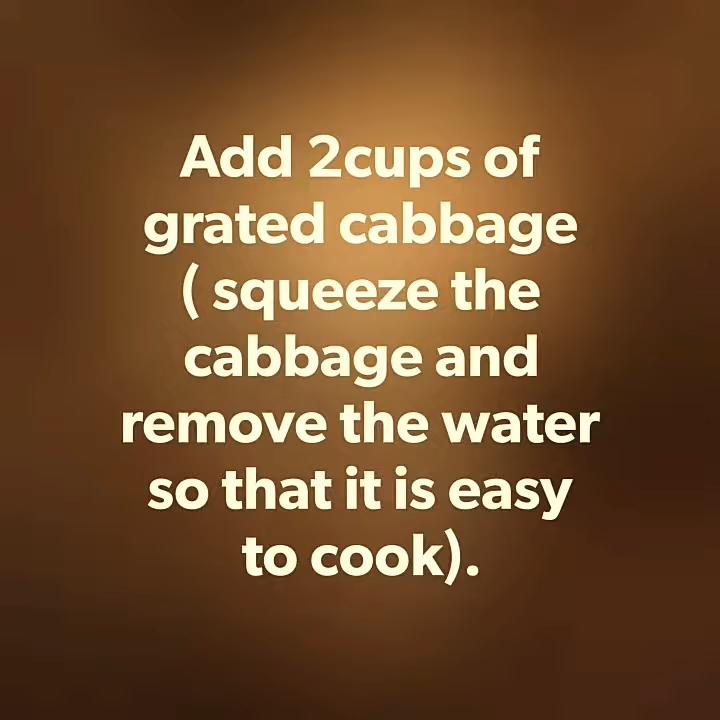 Add 2cups of
grated cabbage
( squeeze the
cabbage and
remove the water
so that it is easy
to cook).